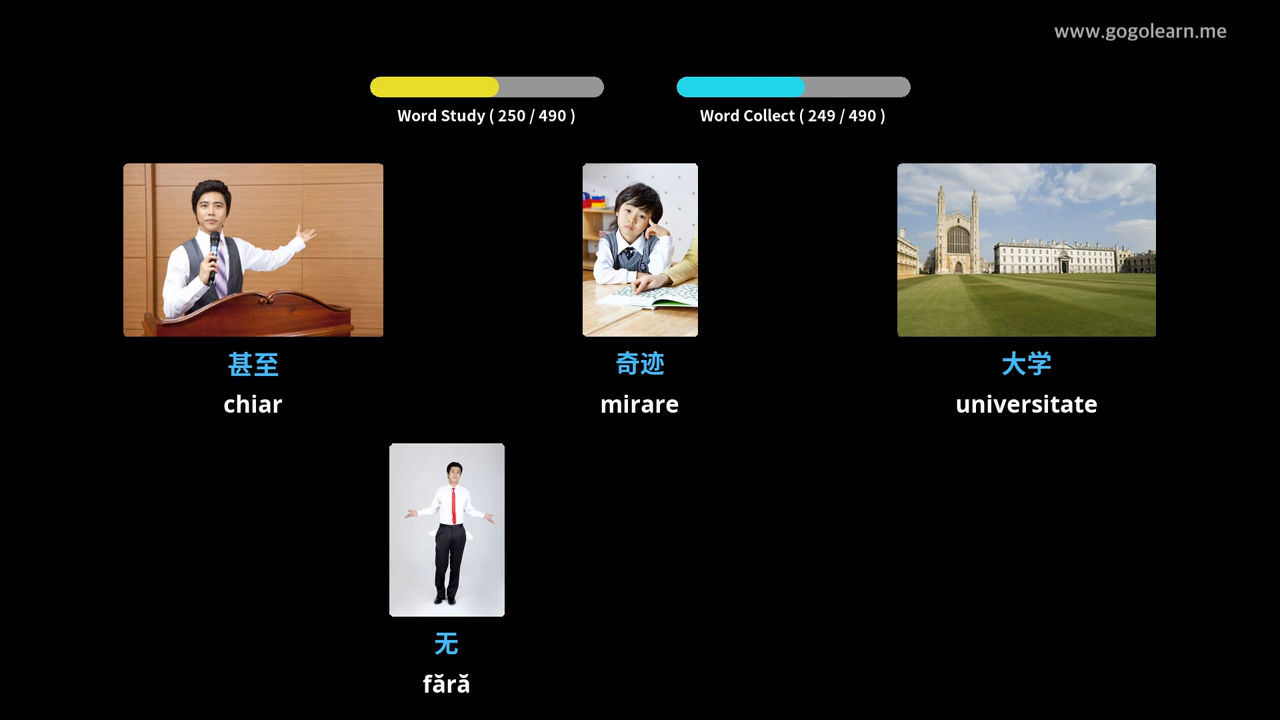 www.gogolearn.me
Word Study ( 250 / 490 )
Word Collect ( 249 / 490 )
甚至
chiar
奇迹
mirare
大学
universitate
无
fără